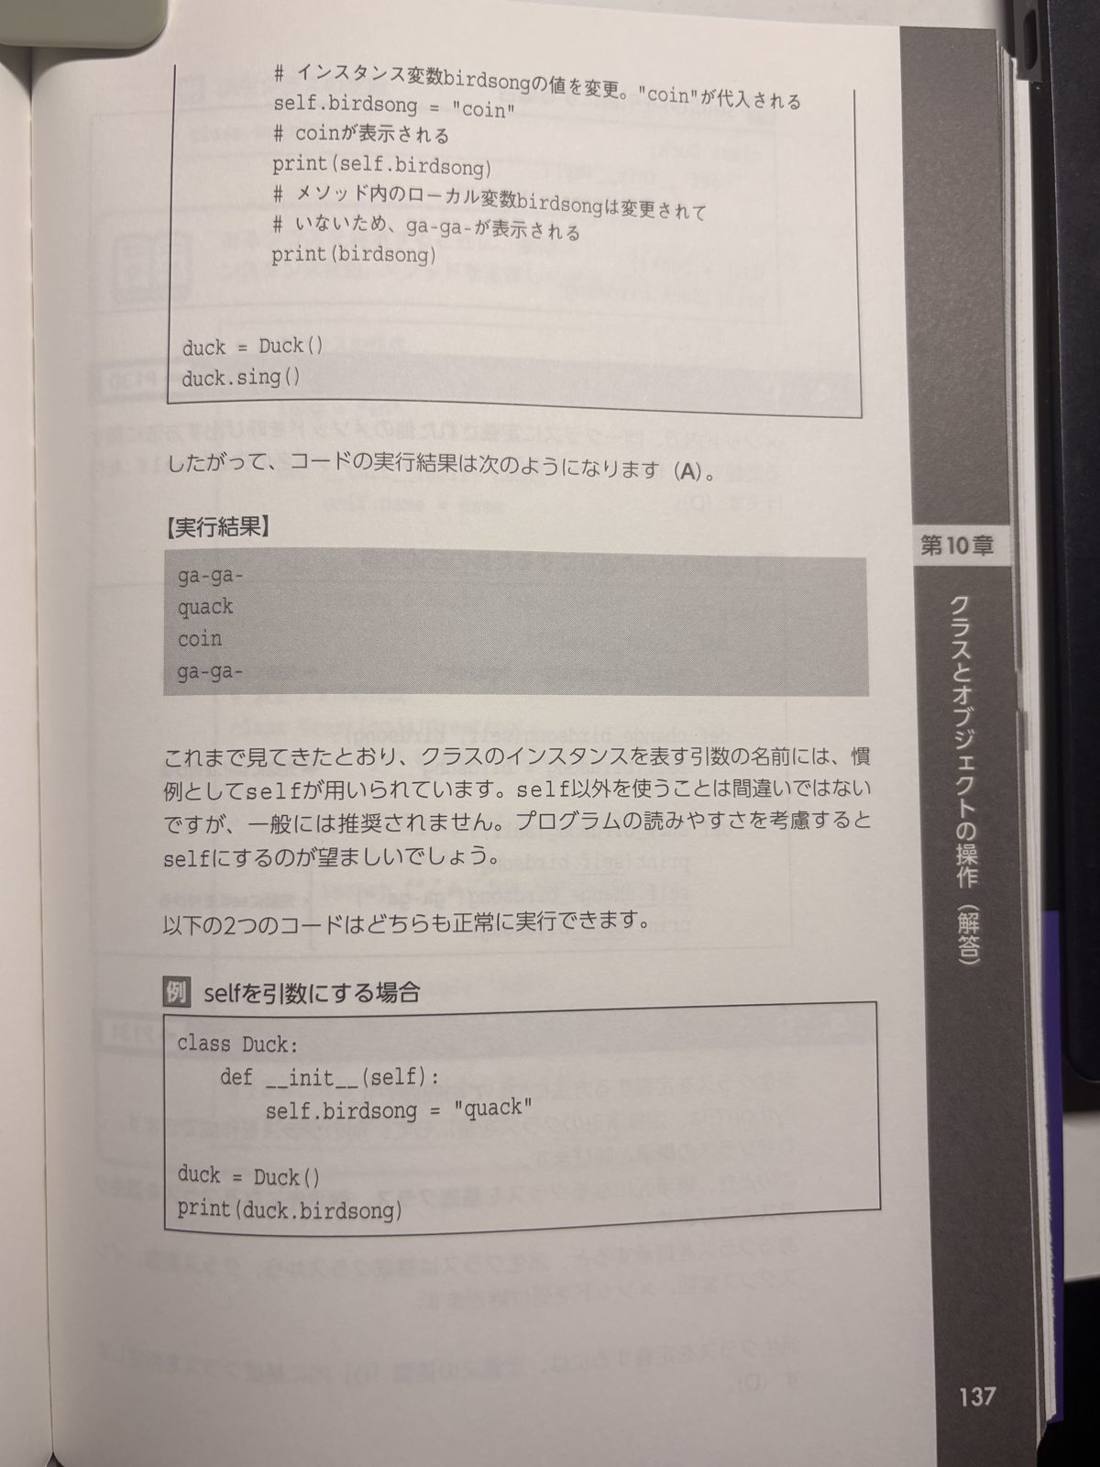 # インスタンス変数birdsongの値を変更。"coin"が代入される
self.birdsong = "coin"
# coinが表示される
print(self.birdsong)
# メソッド内のローカル変数birdsongは変更されて
# いないため、ga-ga-が表示される
print(birdsong)
duck = Duck()
duck.sing()
したがって、コードの実行結果は次のようになります（A）。
【実行結果】
ga-ga-
quack
coin
ga-ga-
これまで見てきたとおり、クラスのインスタンスを表す引数の名前には、慣
例としてselfが用いられています。self以外を使うことは間違いではない
ですが、一般には推奨されません。プログラムの読みやすさを考慮すると
selfにするのが望ましいでしょう。
以下の2つのコードはどちらも正常に実行できます。
例 selfを引数にする場合
class Duck:
def __init__(self):
self.birdsong = "quack"
duck = Duck()
print(duck.birdsong)
第10章
クラスとオブジェクトの操作（解答）
137